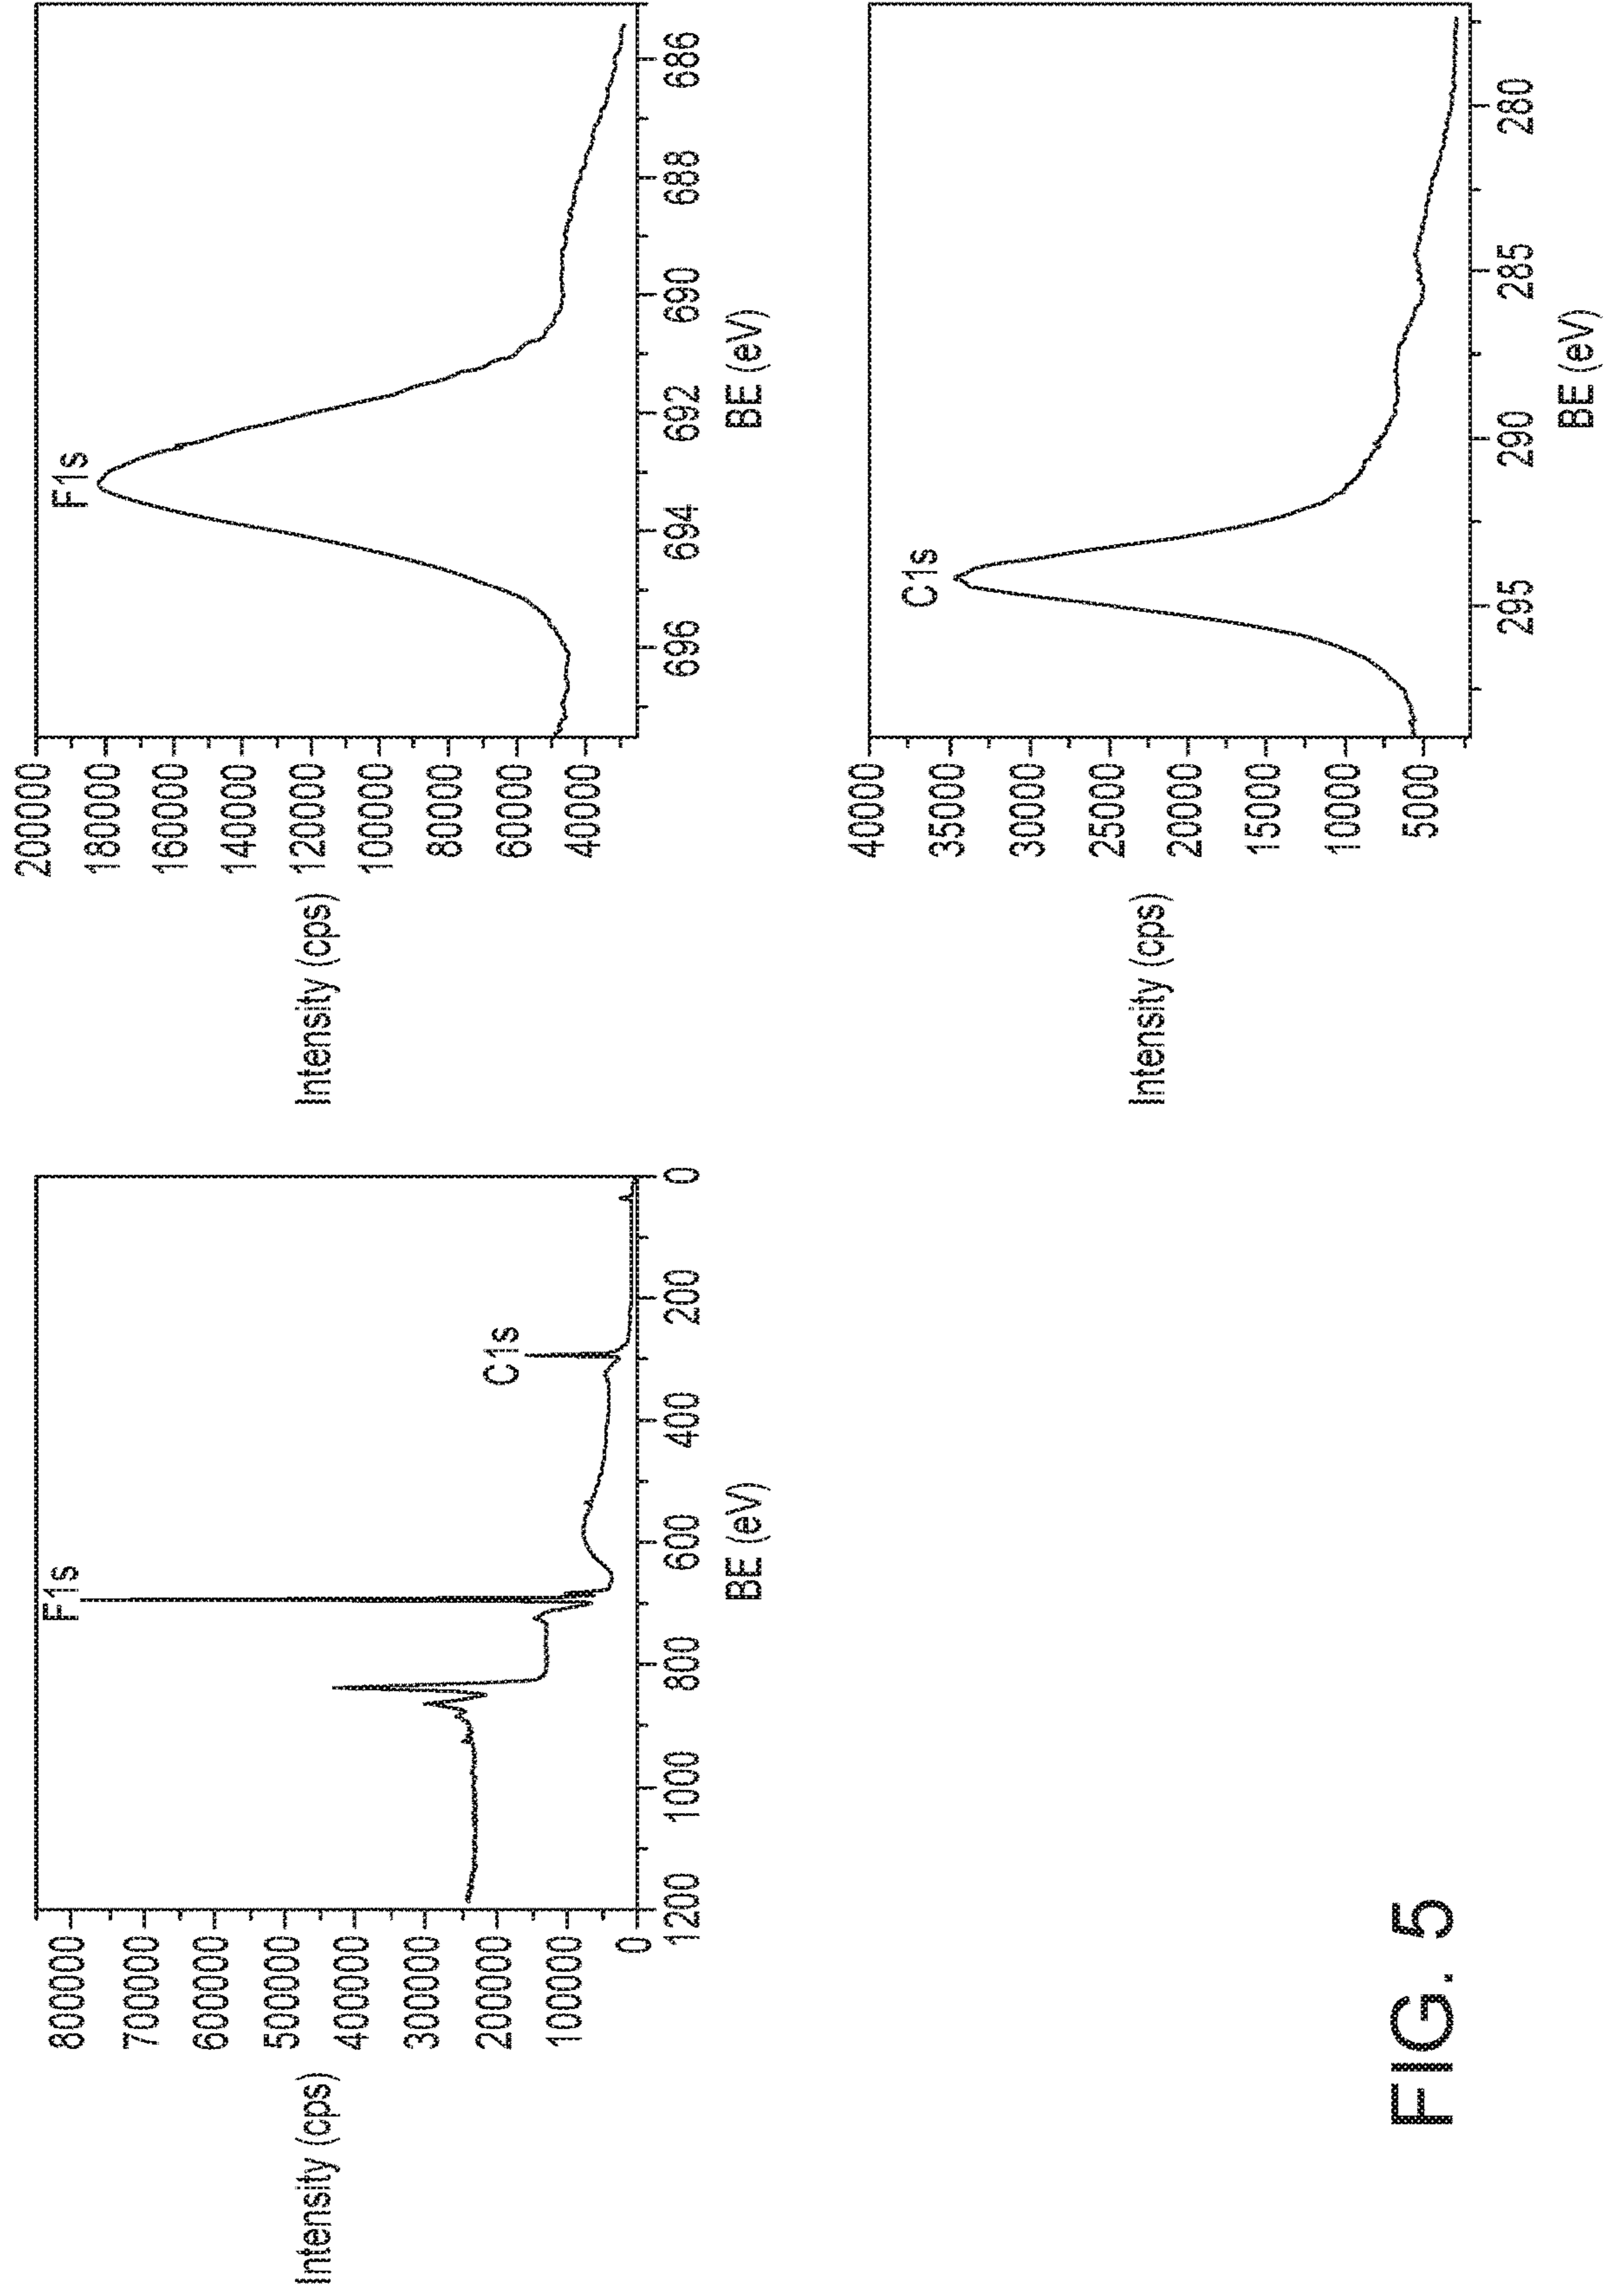 F1s
C1s
Intensity (cps)
800000
700000
600000
500000
400000
300000
200000
100000
0
1200 1000 800 600 400 200 0
BE (eV)
F1s
Intensity (cps)
200000
180000
160000
140000
120000
100000
80000
60000
40000
696 694 692 690 688 686
BE (eV)
C1s
Intensity (cps)
40000
35000
30000
25000
20000
15000
10000
5000
295 290 285 280
BE (eV)
FIG. 5